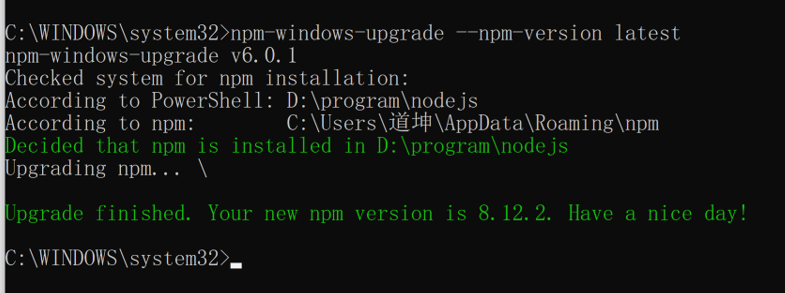 C:\WINDOWS\system32>npm-windows-upgrade --npm-version latest
npm-windows-upgrade v6.0.1
Checked system for npm installation:
According to PowerShell: D:\program\nodejs
According to npm:        C:\Users\道坤\AppData\Roaming\npm
Decided that npm is installed in D:\program\nodejs
Upgrading npm... \
Upgrade finished. Your new npm version is 8.12.2. Have a nice day!
C:\WINDOWS\system32>